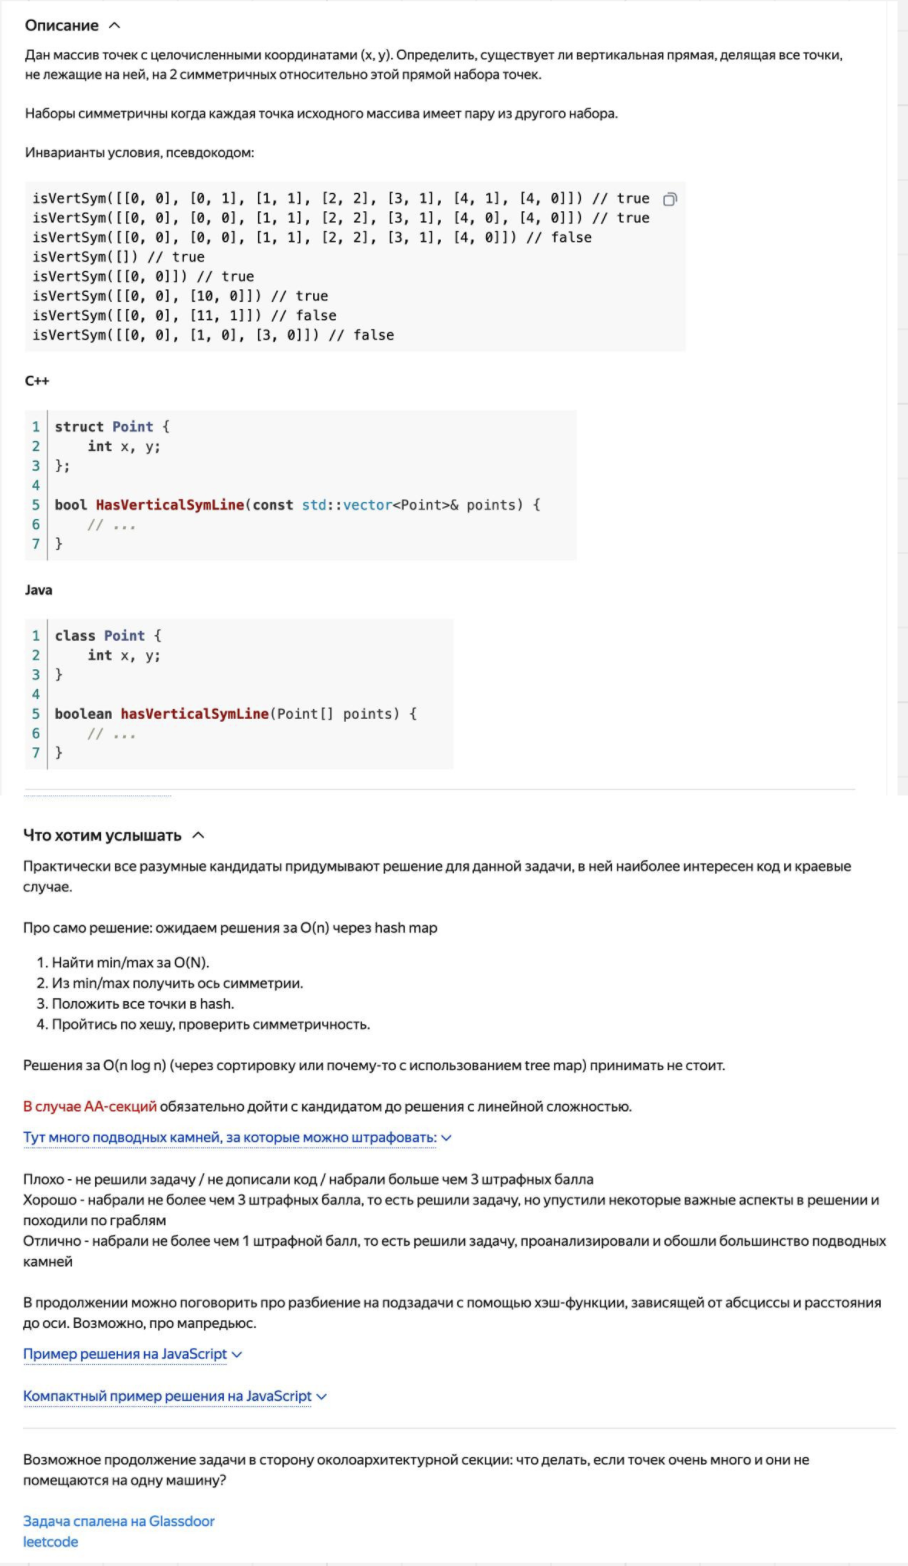 Описание
Дан массив точек с целочисленными координатами (x, y). Определить, существует ли вертикальная прямая, делящая все точки,
не лежащие на ней, на 2 симметричных относительно этой прямой набора точек.
Наборы симметричны когда каждая точка исходного массива имеет пару из другого набора.
Инварианты условия, псевдокодом:
isVertSym([[0, 0], [0, 1], [1, 1], [2, 2], [3, 1], [4, 1], [4, 0]]) // true
isVertSym([[0, 0], [0, 0], [1, 1], [2, 2], [3, 1], [4, 0], [4, 0]]) // true
isVertSym([[0, 0], [0, 0], [1, 1], [2, 2], [3, 1], [4, 0]]) // false
isVertSym([]) // true
isVertSym([[0, 0]]) // true
isVertSym([[0, 0], [10, 0]]) // true
isVertSym([[0, 0], [11, 1]]) // false
isVertSym([[0, 0], [1, 0], [3, 0]]) // false
C++
1 struct Point {
2     int x, y;
3 };
4
5 bool HasVerticalSymLine(const std::vector<Point>& points) {
6     // ...
7 }
Java
1 class Point {
2     int x, y;
3 }
4
5 boolean hasVerticalSymLine(Point[] points) {
6     // ...
7 }
Что хотим услышать
Практически все разумные кандидаты придумывают решение для данной задачи, в ней наиболее интересен код и краевые
случае.
Про само решение: ожидаем решения за O(n) через hash map
1. Найти min/max за O(N).
2. Из min/max получить ось симметрии.
3. Положить все точки в hash.
4. Пройтись по хешу, проверить симметричность.
Решения за O(n log n) (через сортировку или почему-то с использованием tree map) принимать не стоит.
В случае АА-секций обязательно дойти с кандидатом до решения с линейной сложностью.
Тут много подводных камней, за которые можно штрафовать:
Плохо - не решили задачу / не дописали код / набрали больше чем 3 штрафных балла
Хорошо - набрали не более чем 3 штрафных балла, то есть решили задачу, но упустили некоторые важные аспекты в решении и
походили по граблям
Отлично - набрали не более чем 1 штрафной балл, то есть решили задачу, проанализировали и обошли большинство подводных
камней
В продолжении можно поговорить про разбиение на подзадачи с помощью хэш-функции, зависящей от абсциссы и расстояния
до оси. Возможно, про мапредьюс.
Пример решения на JavaScript
Компактный пример решения на JavaScript
Возможное продолжение задачи в сторону околоархитектурной секции: что делать, если точек очень много и они не
помещаются на одну машину?
Задача спалена на Glassdoor
leetcode